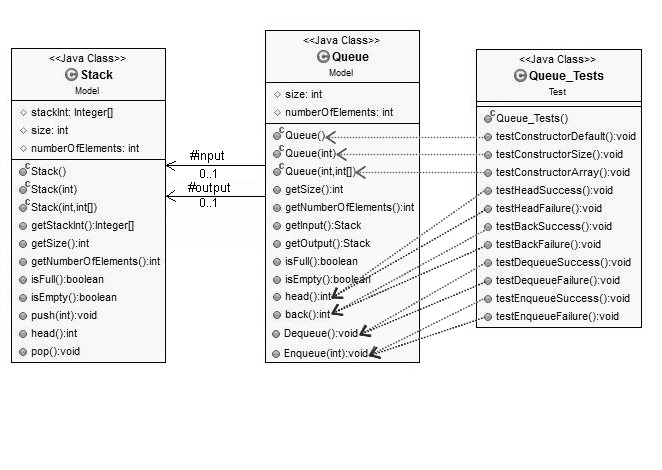 <<Java Class>>
Stack
Model
stackInt: Integer[]
size: int
numberOfElements: int
Stack()
Stack(int)
Stack(int,int[])
getStackInt():Integer[]
getSize():int
getNumberOfElements():int
isFull():boolean
isEmpty():boolean
push(int):void
head():int
pop():void
#input
0..1
#output
0..1
<<Java Class>>
Queue
Model
size: int
numberOfElements: int
Queue()
Queue(int)
Queue(int,int[])
getSize():int
getNumberOfElements():int
getInput():Stack
getOutput():Stack
isFull():boolean
isEmpty():boolean
head():int
back():int
Dequeue():void
Enqueue(int):void
<<Java Class>>
Queue_Tests
Test
Queue_Tests()
testConstructorDefault():void
testConstructorSize():void
testConstructorArray():void
testHeadSuccess():void
testHeadFailure():void
testBackSuccess():void
testBackFailure():void
testDequeueSuccess():void
testDequeueFailure():void
testEnqueueSuccess():void
testEnqueueFailure():void